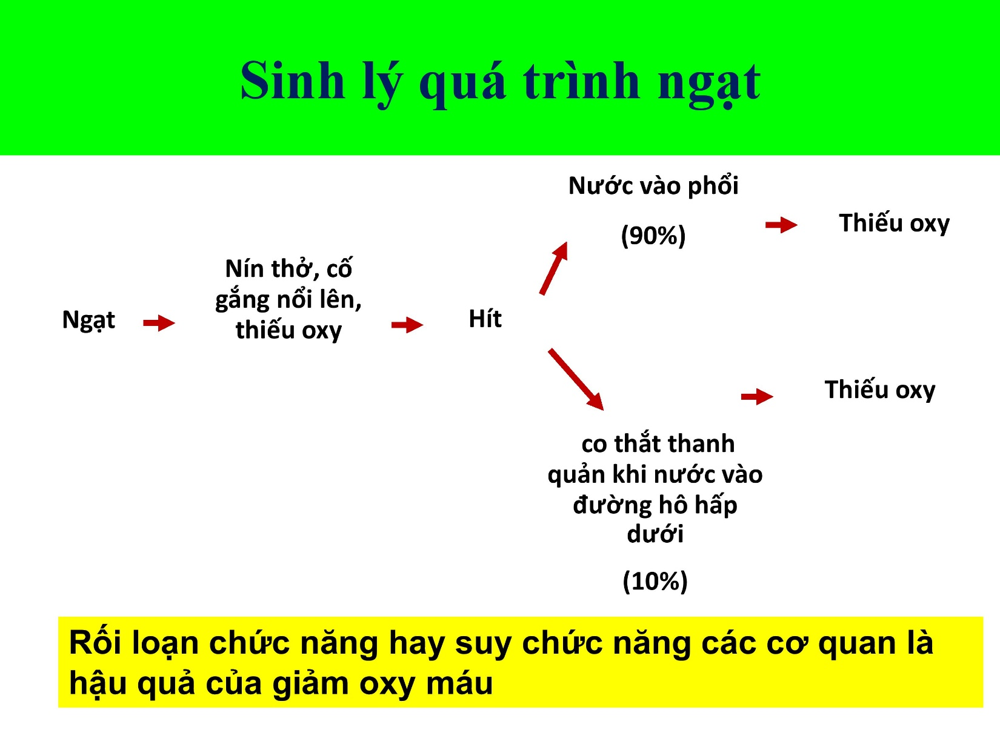 Sinh lý quá trình ngạt
Ngạt
Nín thở, cố
gắng nổi lên,
thiếu oxy
Hít
Nước vào phổi
(90%)
Thiếu oxy
co thắt thanh
quản khi nước vào
đường hô hấp
dưới
(10%)
Thiếu oxy
Rối loạn chức năng hay suy chức năng các cơ quan là
hậu quả của giảm oxy máu